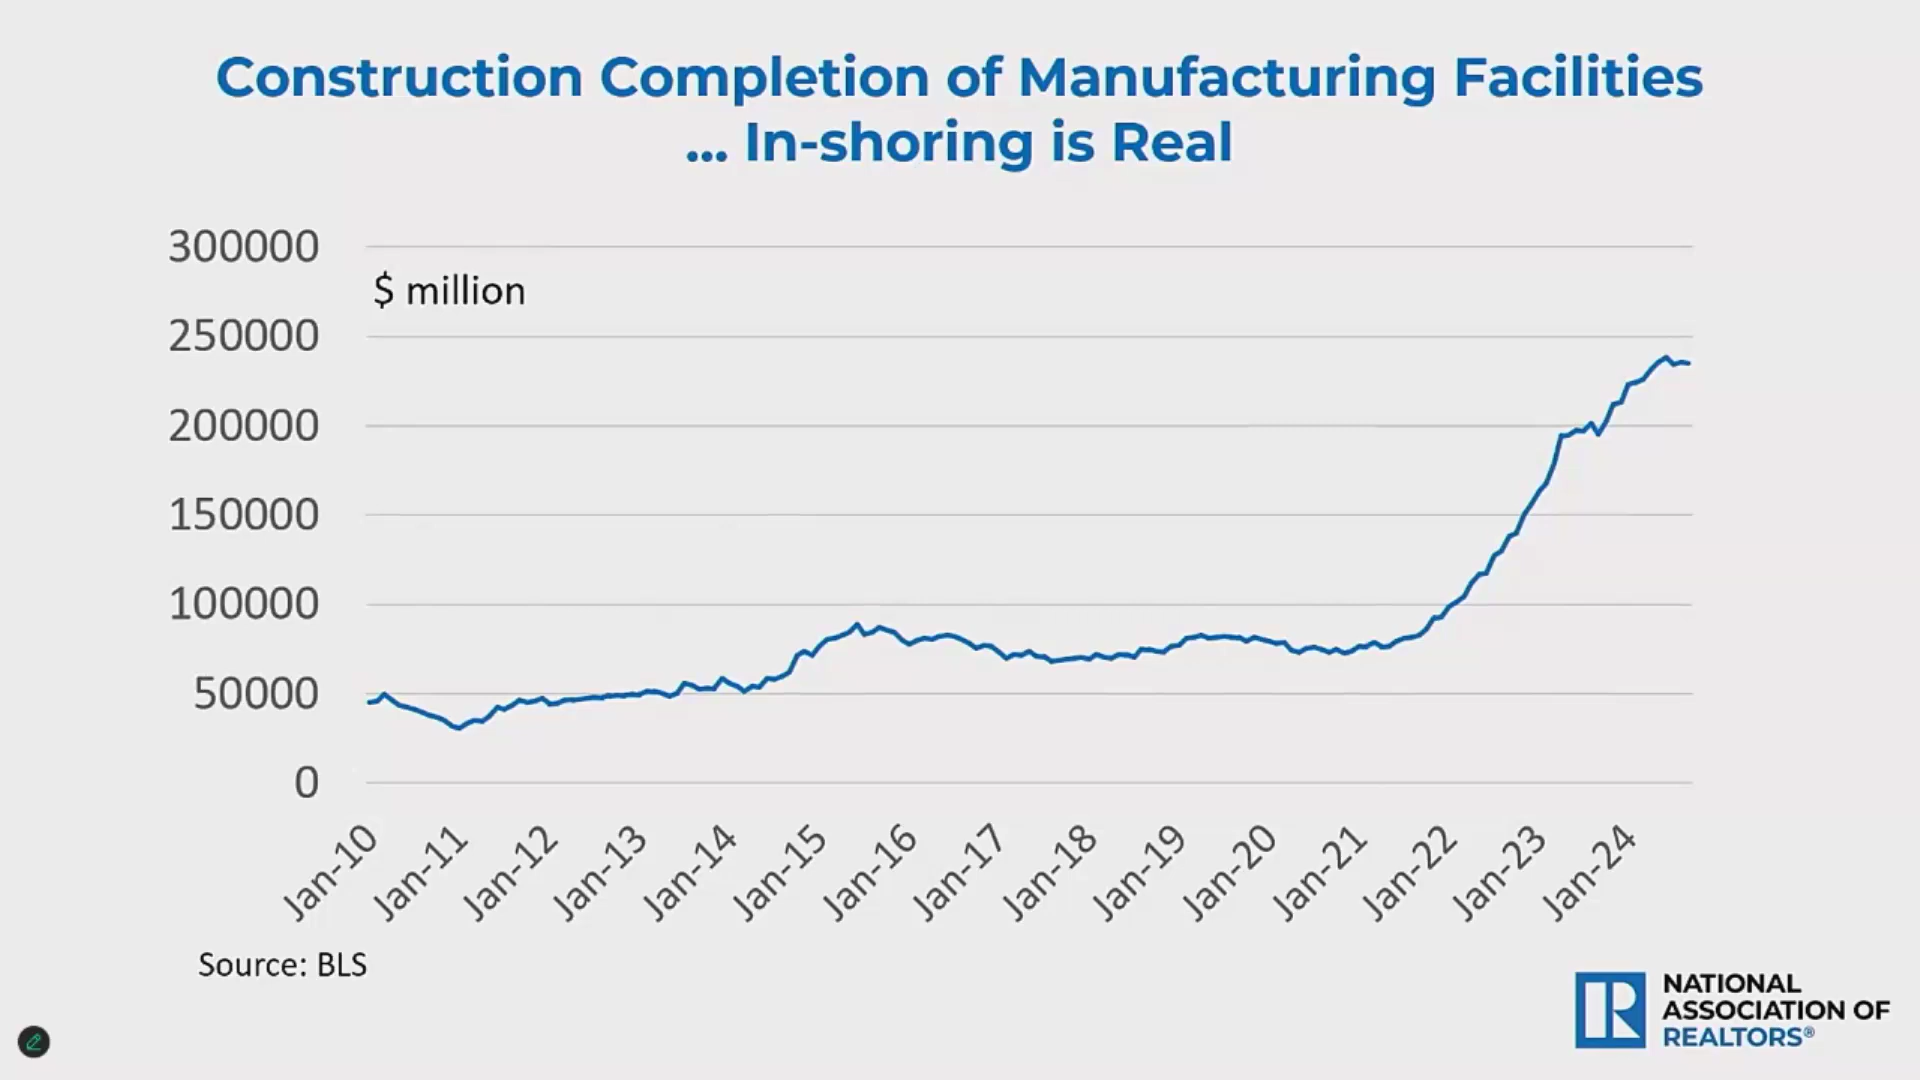 Construction Completion of Manufacturing Facilities
... In-shoring is Real
300000
$ million
250000
200000
150000
100000
50000
0
Jan-10
Jan-11
Jan-12
Jan-13
Jan-14
Jan-15
Jan-16
Jan-17
Jan-18
Jan-19
Jan-20
Jan-21
Jan-22
Jan-23
Jan-24
Source: BLS
NATIONAL
ASSOCIATION OF
REALTORS®